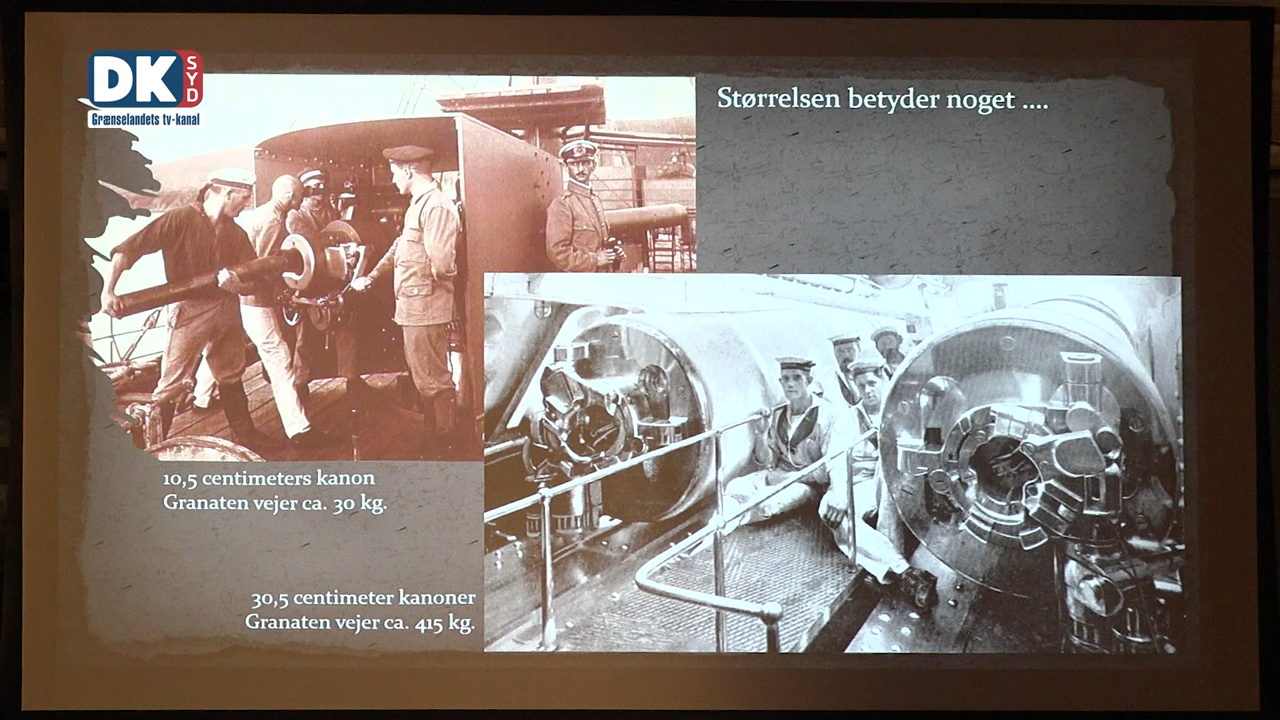 DK
SYD
Grænselandets tv-kanal
Størrelsen betyder noget ....
10,5 centimeters kanon
Granaten vejer ca. 30 kg.
30,5 centimeter kanoner
Granaten vejer ca. 415 kg.